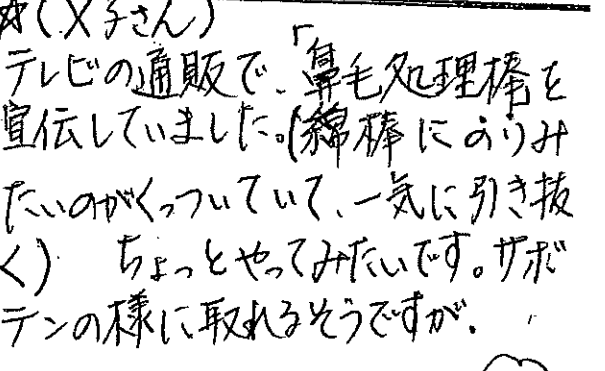 ☆(X子さん)
テレビの通販で、「鼻毛処理棒を
宣伝していました。(綿棒にのりみ
たいのがくっついていて、一気に引き抜
く) ちょっとやってみたいです。サボ
テンの様に取れるそうですが.